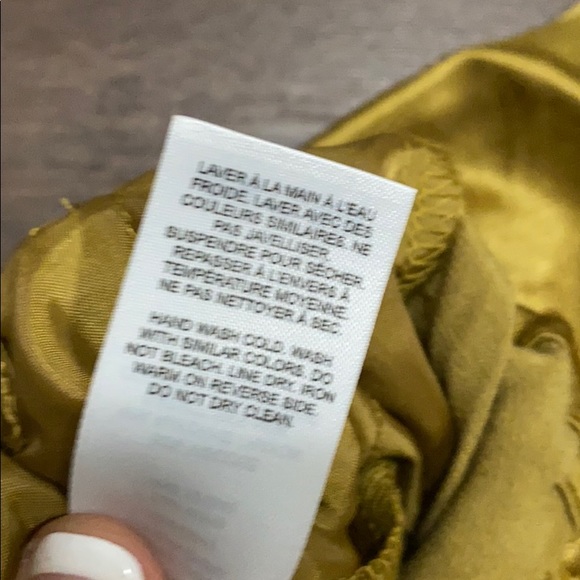 LAVER À LA MAIN À L'EAU
FROIDE. LAVER AVEC DES
COULEURS SIMILAIRES. NE
PAS JAVELLISER.
SUSPENDRE POUR SÉCHER.
REPASSER À L'ENVERS À
TEMPÉRATURE MOYENNE.
NE PAS NETTOYER À SEC.
HAND WASH COLD. WASH
WITH SIMILAR COLORS. DO
NOT BLEACH. LINE DRY. IRON
WARM ON REVERSE SIDE.
DO NOT DRY CLEAN.